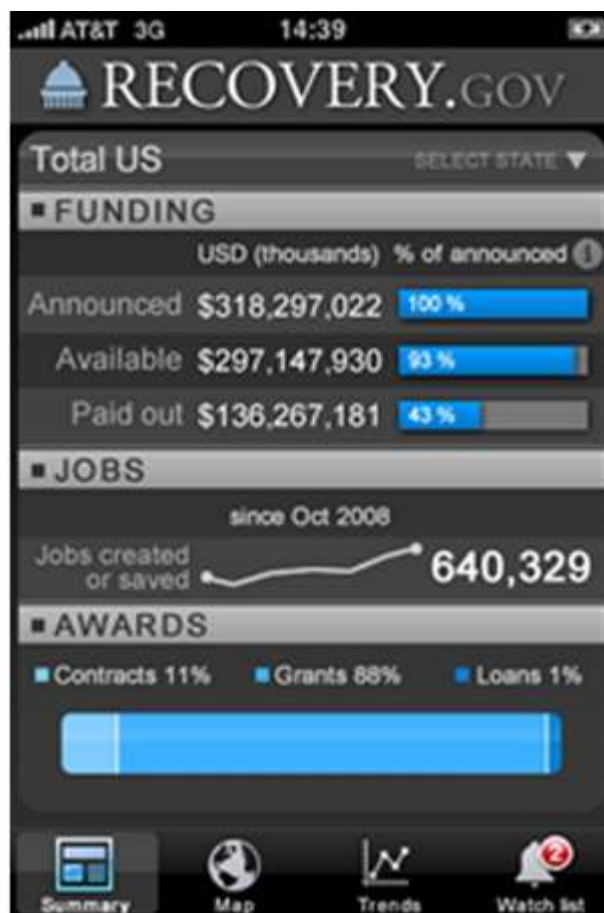 AT&T 3G 14:39
RECOVERY.GOV
Total US SELECT STATE
FUNDING
USD (thousands) % of announced i
Announced $318,297,022 100 %
Available $297,147,930 93 %
Paid out $136,267,181 43 %
JOBS
since Oct 2008
Jobs created
or saved
640,329
AWARDS
Contracts 11% Grants 88% Loans 1%
2
Summary Map Trends Watch list